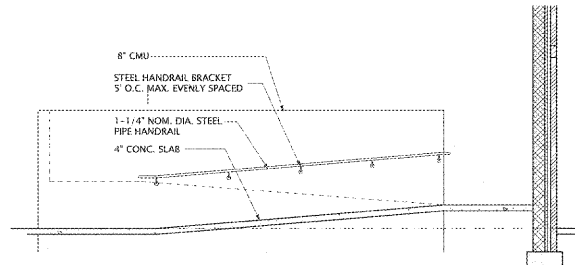 8" CMU
STEEL HANDRAIL BRACKET
5' O.C. MAX. EVENLY SPACED
1-1/4" NOM. DIA. STEEL
PIPE HANDRAIL
4" CONC. SLAB